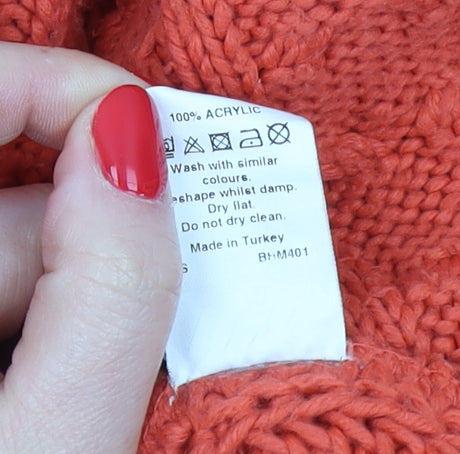 100% ACRYLIC
Wash with similar
colours.
eshape whilst damp.
Dry flat.
Do not dry clean.
Made in Turkey
S BHM401